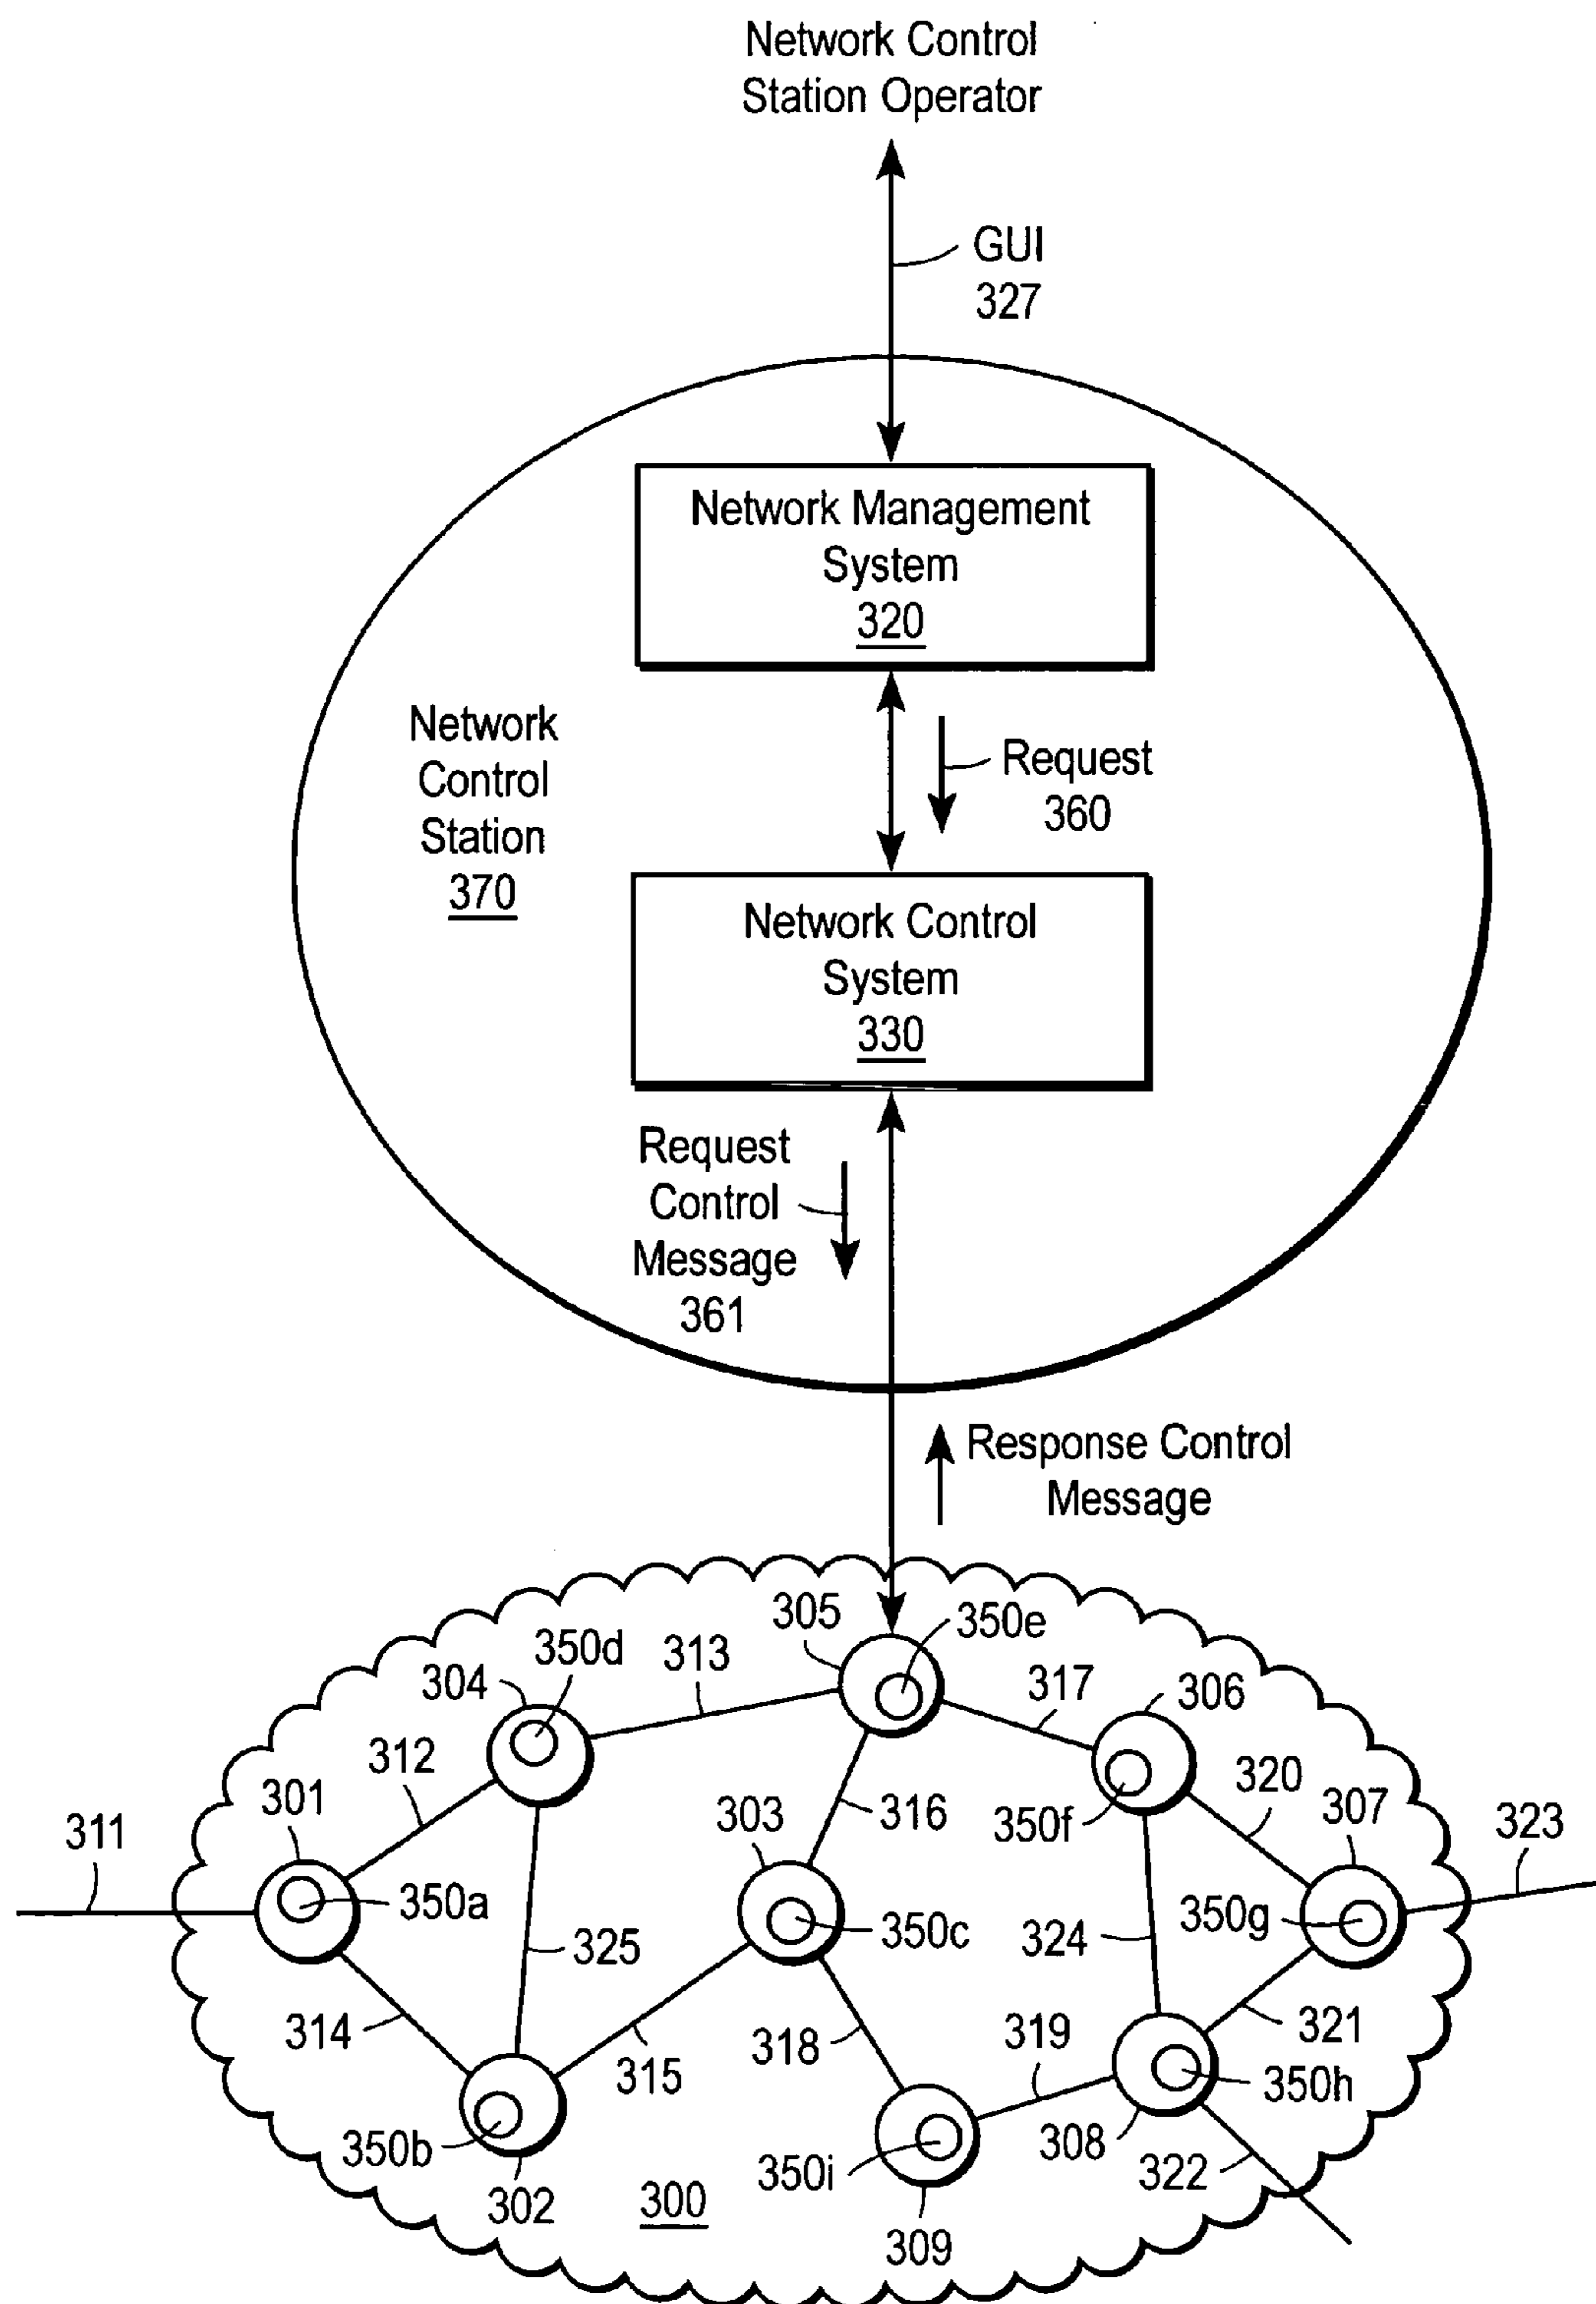 Network Control
Station Operator
GUI
327
Network Management
System
320
Network
Control
Station
370
Request
360
Network Control
System
330
Request
Control
Message
361
Response Control
Message
305
350e
350d
313
304
317
306
312
301
311
303
316
350f
320
307
323
350a
350c
350g
324
325
314
318
319
321
315
350h
350b
350i
308
322
302
300
309